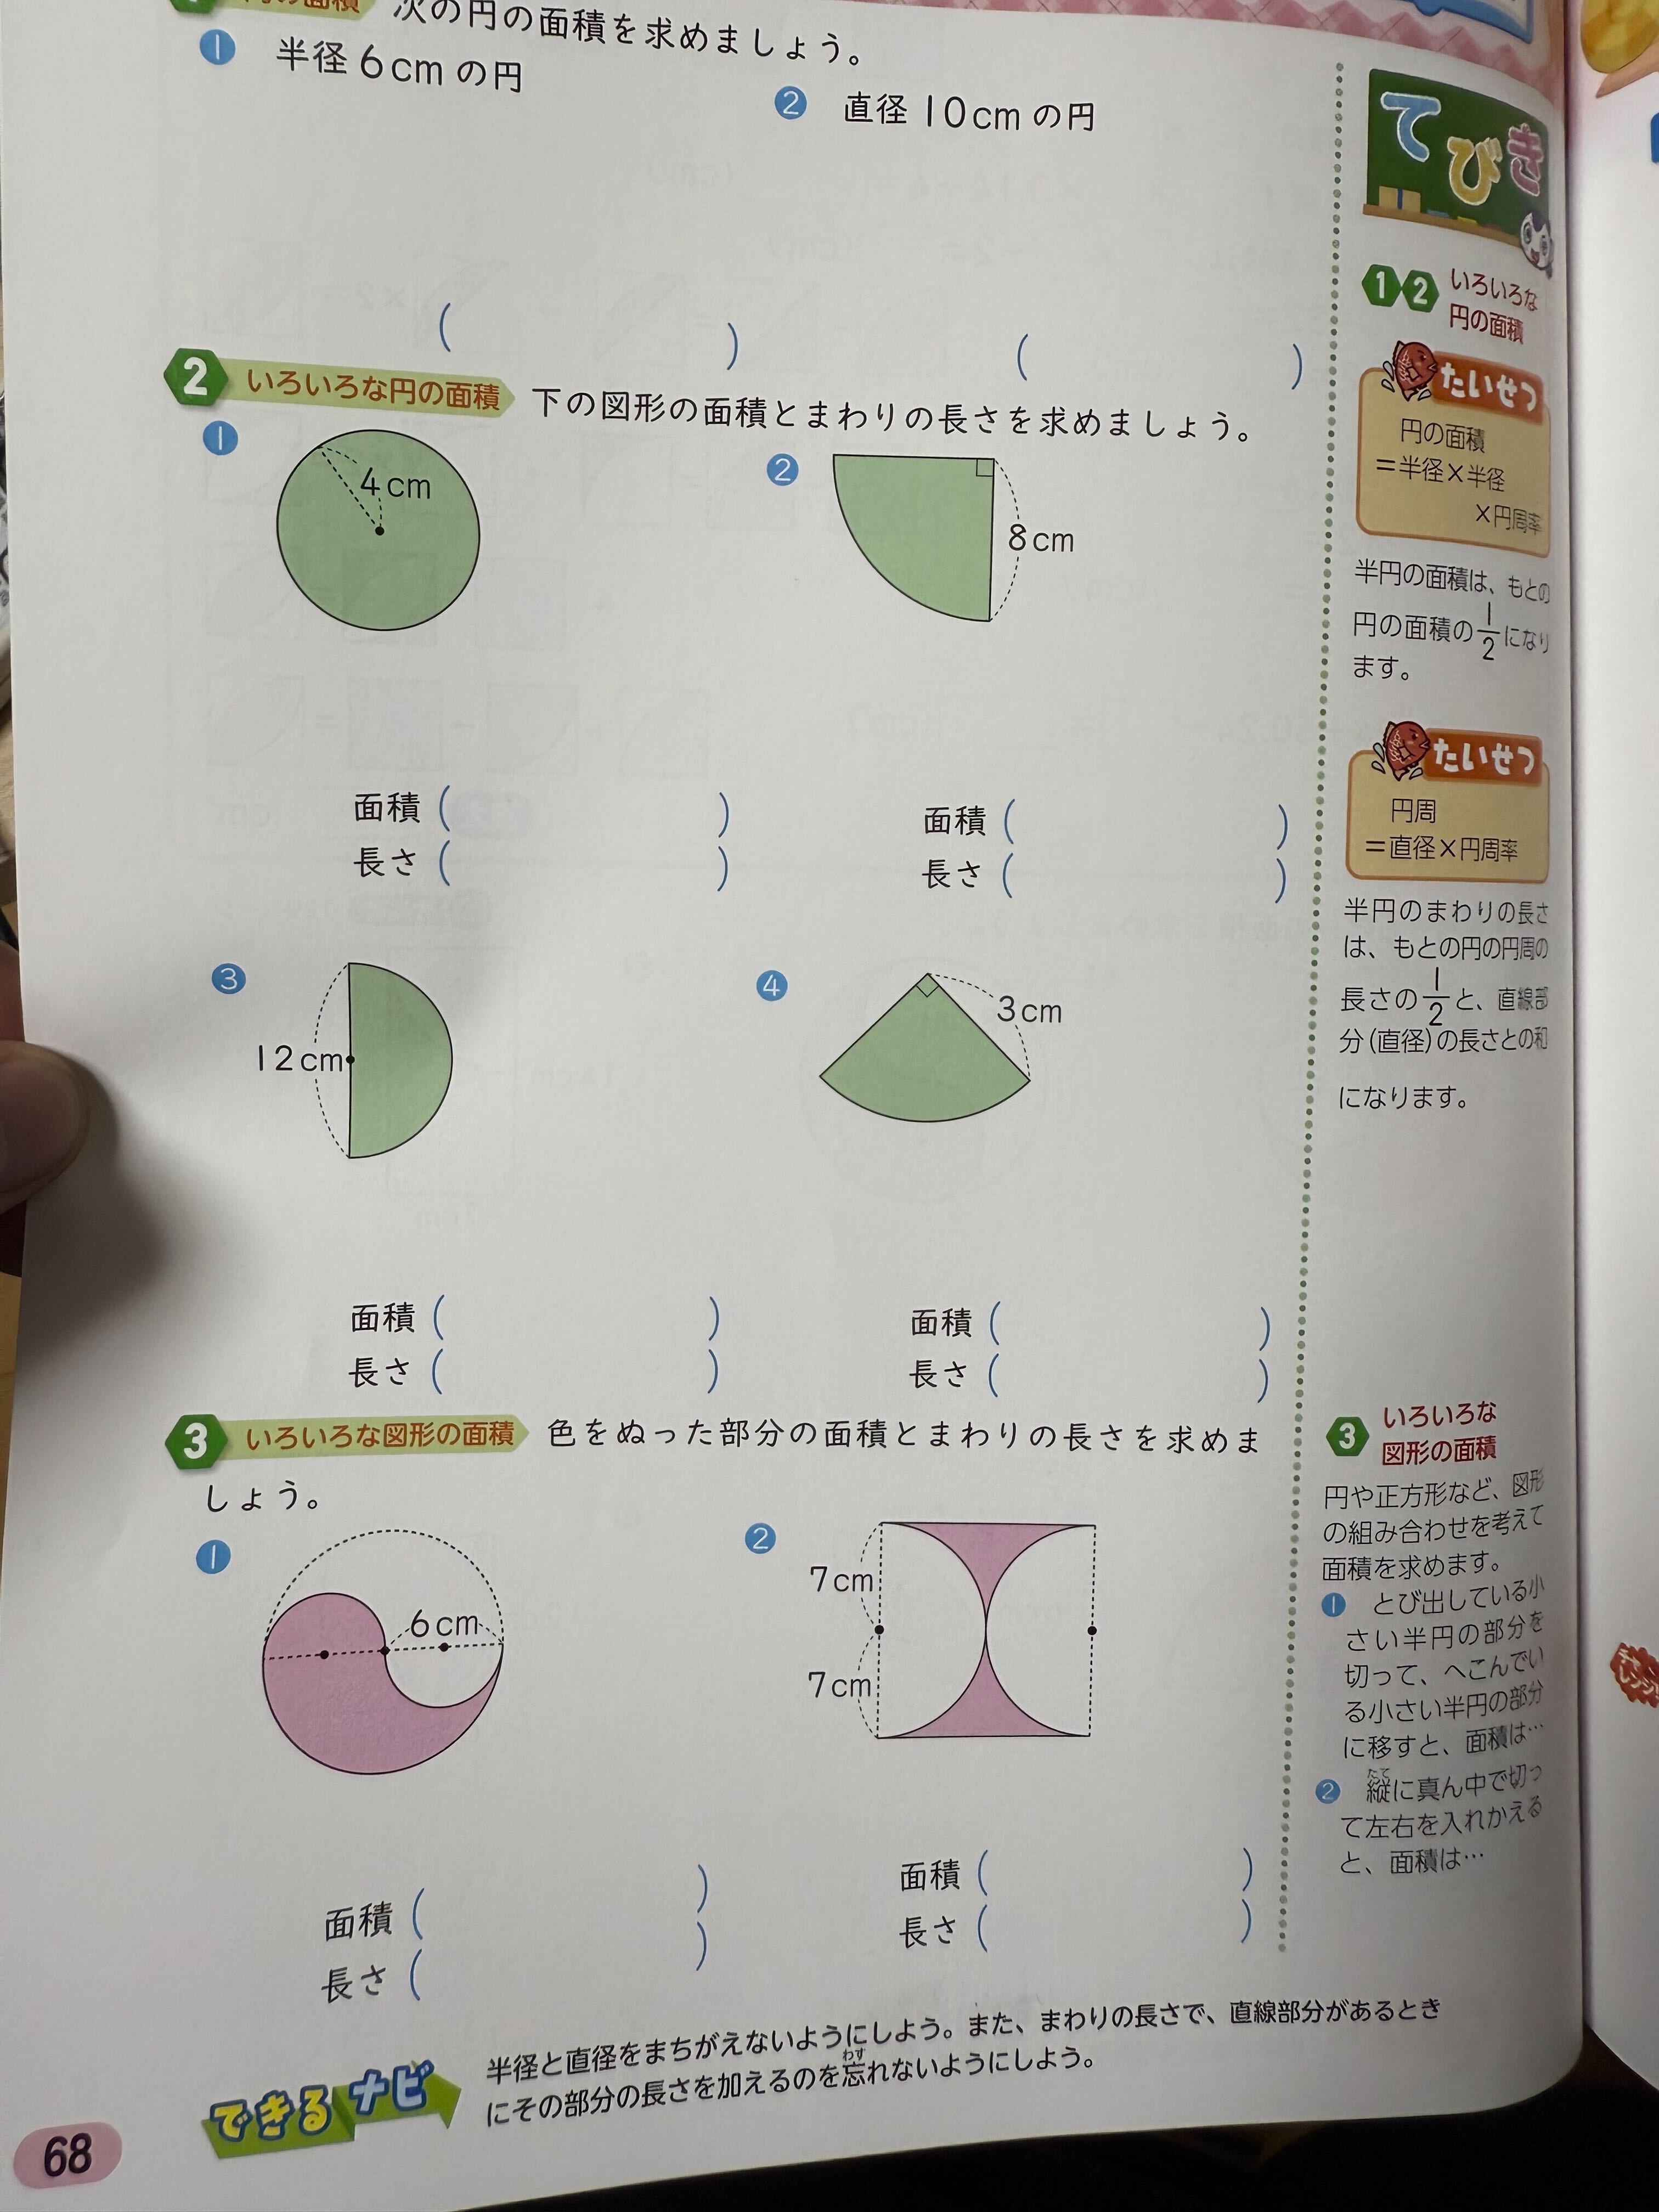 円の面積 次の円の面積を求めましょう。
1 半径6cmの円
2 直径10cmの円
( ) ( )
2 いろいろな円の面積 下の図形の面積とまわりの長さを求めましょう。
1
4cm
2
8cm
面積( )
長さ( )
面積( )
長さ( )
3
12cm
4
3cm
面積( )
長さ( )
面積( )
長さ( )
3 いろいろな図形の面積 色をぬった部分の面積とまわりの長さを求めま
しょう。
1
6cm
2
7cm
7cm
面積( )
長さ( )
面積( )
長さ( )
できるナビ
半径と直径をまちがえないようにしよう。また、まわりの長さで、直線部分があるとき
にその部分の長さを加えるのを忘れないようにしよう。
わす
68
てびき
1 2 いろいろな
円の面積
たいせつ
円の面積
=半径×半径
×円周率
半円の面積は、もとの
円の面積の1/2になり
ます。
たいせつ
円周
=直径×円周率
半円のまわりの長さ
は、もとの円の円周の
長さの1/2と、直線部
分(直径)の長さとの和
になります。
3 いろいろな
図形の面積
円や正方形など、図形
の組み合わせを考えて
面積を求めます。
1 とび出している小
さい半円の部分を
切って、へこんでい
る小さい半円の部分
に移すと、面積は…
たて
2 縦に真ん中で切っ
て左右を入れかえる
と、面積は…